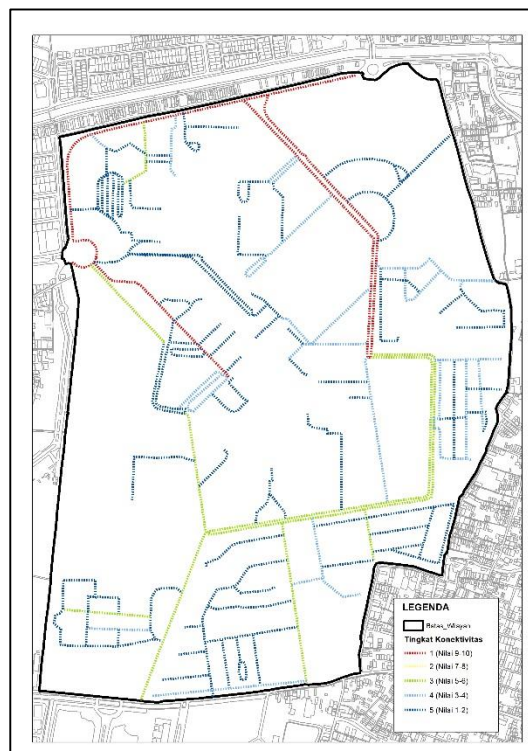 LEGENDA
Batas_Wilayah
Tingkat Konektivitas
1 (Nilai 9-10)
2 (Nilai 7-8)
3 (Nilai 5-6)
4 (Nilai 3-4)
5 (Nilai 1-2)